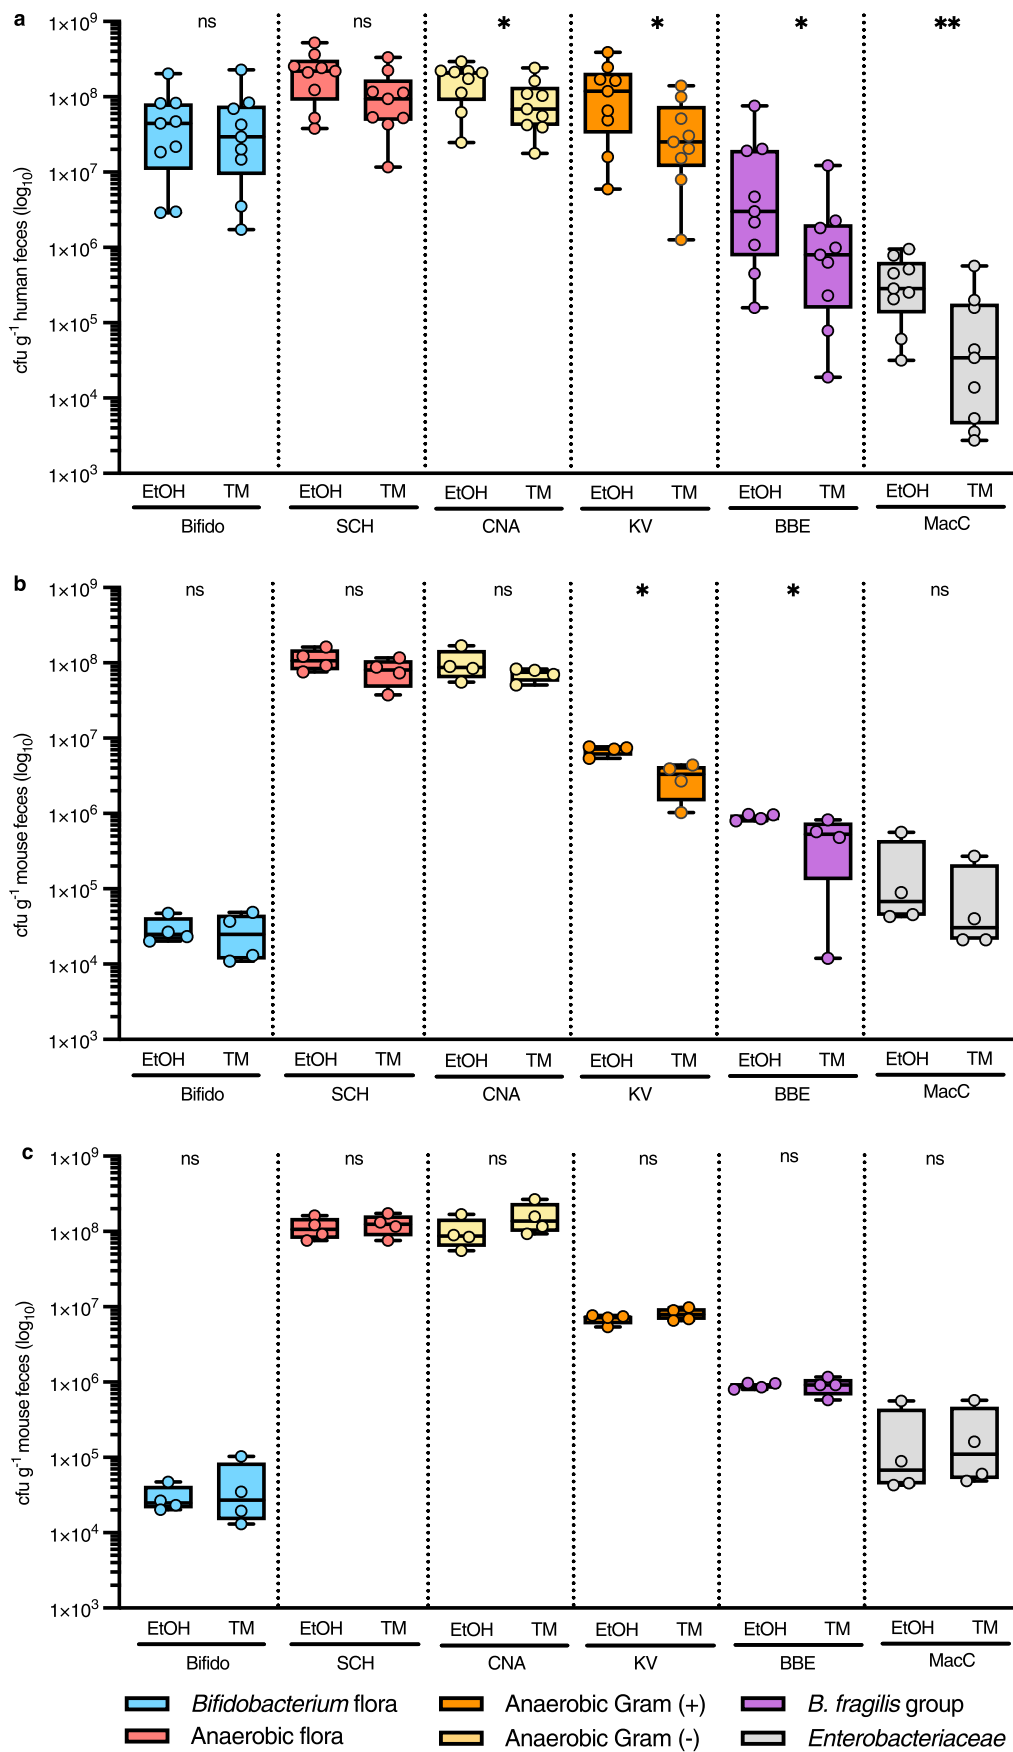 a
ns ns * * * **
1×10⁹
1×10⁸
1×10⁷
1×10⁶
1×10⁵
1×10⁴
1×10³
cfu g⁻¹ human feces (log₁₀)
EtOH TM EtOH TM EtOH TM EtOH TM EtOH TM EtOH TM
Bifido SCH CNA KV BBE MacC
b
ns ns ns * * ns
1×10⁹
1×10⁸
1×10⁷
1×10⁶
1×10⁵
1×10⁴
1×10³
cfu g⁻¹ mouse feces (log₁₀)
EtOH TM EtOH TM EtOH TM EtOH TM EtOH TM EtOH TM
Bifido SCH CNA KV BBE MacC
c
ns ns ns ns ns ns
1×10⁹
1×10⁸
1×10⁷
1×10⁶
1×10⁵
1×10⁴
1×10³
cfu g⁻¹ mouse feces (log₁₀)
EtOH TM EtOH TM EtOH TM EtOH TM EtOH TM EtOH TM
Bifido SCH CNA KV BBE MacC
Bifidobacterium flora Anaerobic Gram (+) B. fragilis group
Anaerobic flora Anaerobic Gram (-) Enterobacteriaceae